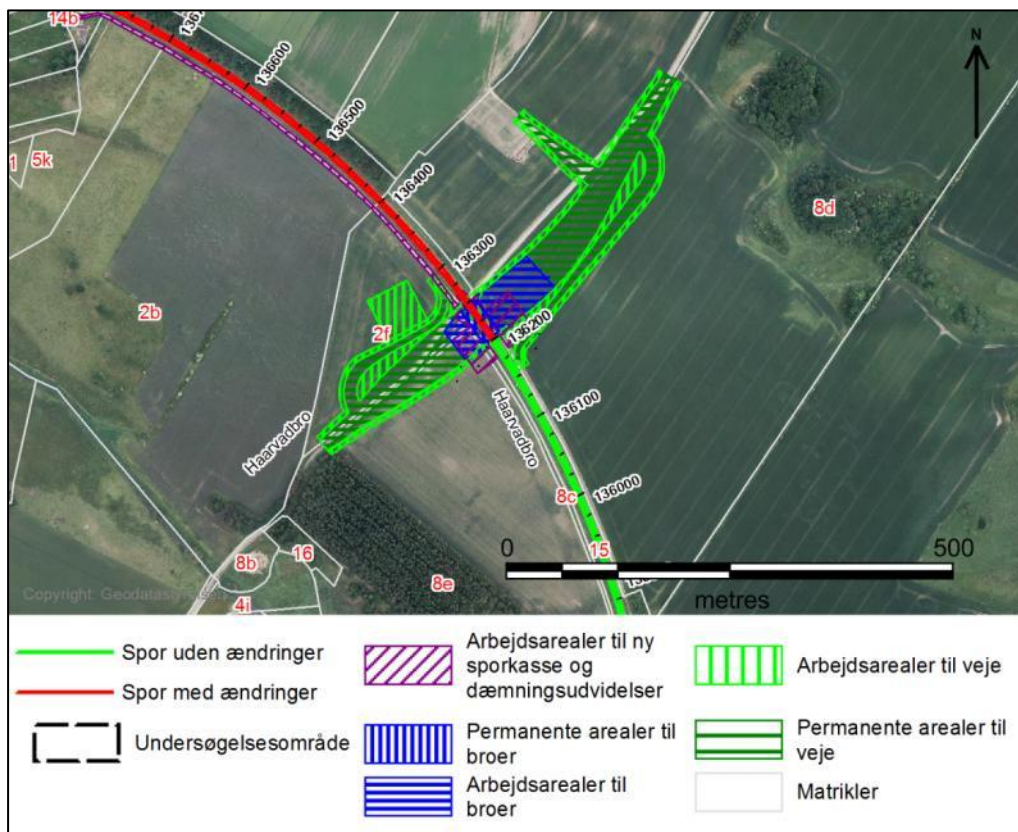 14b
136600
N
136500
1
5k
136400
8d
136300
2b
2f
136200
Haarvadbro
136100
Haarvadbro
136000
8c
0
500
15
16
8b
8e
metres
4i
Spor uden ændringer
Spor med ændringer
Undersøgelsesområde
Arbejdsarealer til ny
sporkasse og
dæmningsudvidelser
Permanente arealer til
broer
Arbejdsarealer til
broer
Arbejdsarealer til veje
Permanente arealer til
veje
Matrikler